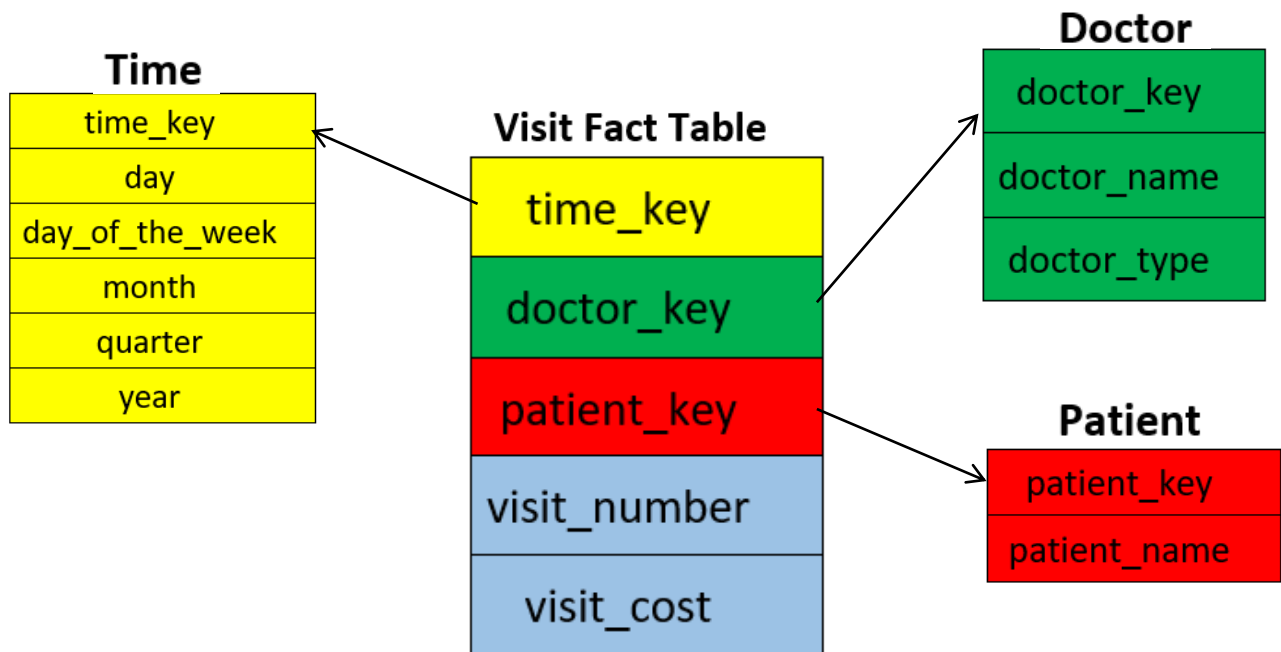 Time
time_key
day
day_of_the_week
month
quarter
year
Visit Fact Table
time_key
doctor_key
patient_key
visit_number
visit_cost
Doctor
doctor_key
doctor_name
doctor_type
Patient
patient_key
patient_name